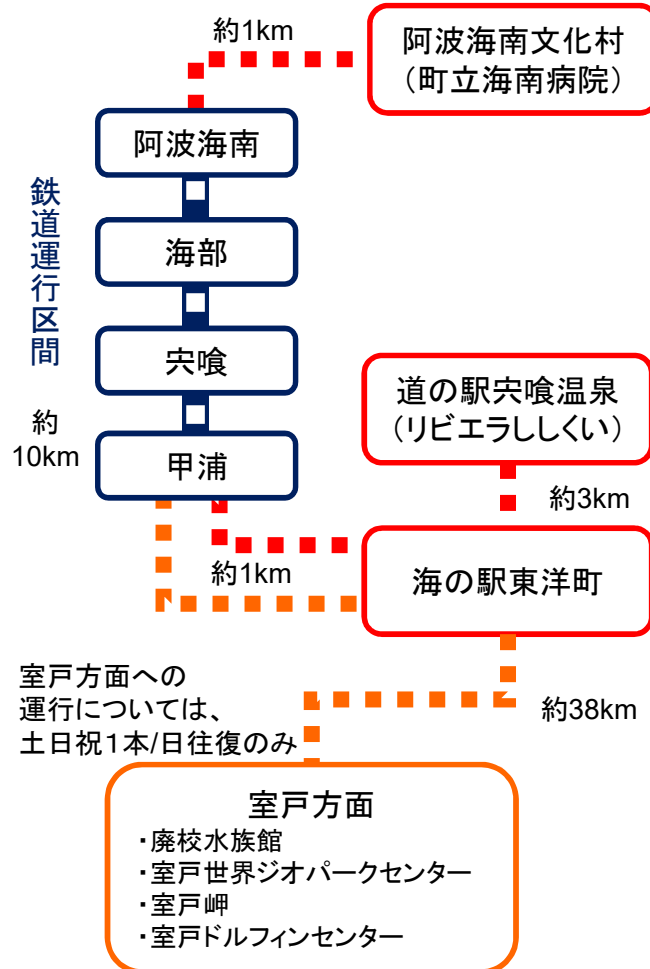 約1km
阿波海南文化村
（町立海南病院）
阿波海南
鉄道運行区間
海部
宍喰
道の駅宍喰温泉
（リビエラししくい）
約
10km
甲浦
約3km
約1km
海の駅東洋町
室戸方面への
運行については、
土日祝１本/日往復のみ
約38km
室戸方面
・廃校水族館
・室戸世界ジオパークセンター
・室戸岬
・室戸ドルフィンセンター